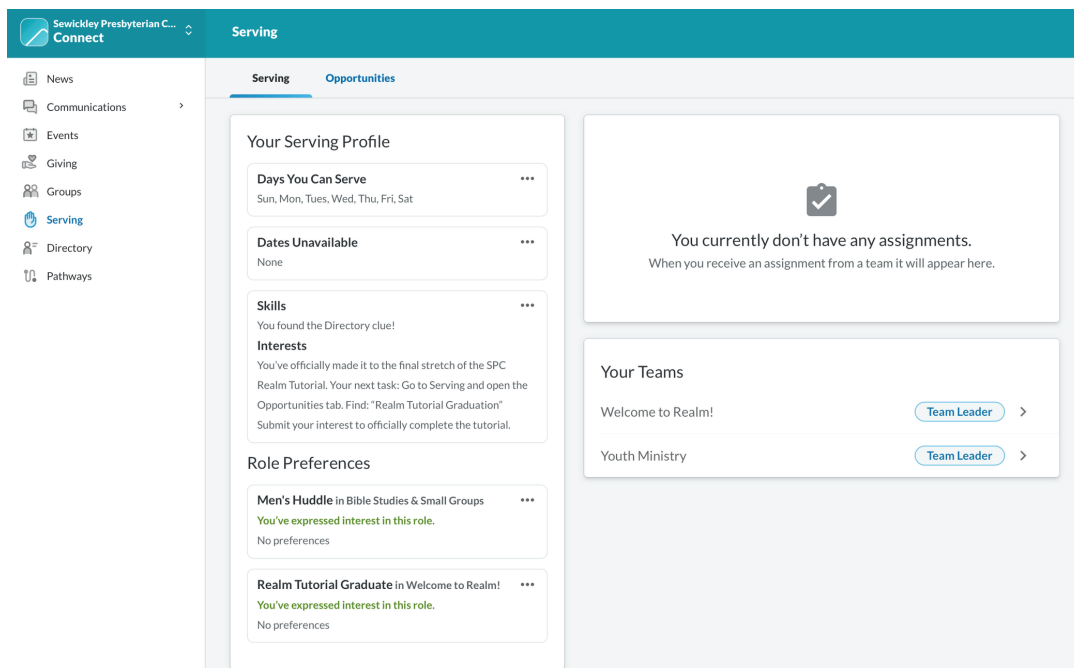 Sewickley Presbyterian C...
Connect
Serving
News
Communications
Events
Giving
Groups
Serving
Directory
Pathways
Serving
Opportunities
Your Serving Profile
Days You Can Serve
Sun, Mon, Tues, Wed, Thu, Fri, Sat
Dates Unavailable
None
Skills
You found the Directory clue!
Interests
You've officially made it to the final stretch of the SPC
Realm Tutorial. Your next task: Go to Serving and open the
Opportunities tab. Find: "Realm Tutorial Graduation"
Submit your interest to officially complete the tutorial.
Role Preferences
Men's Huddle in Bible Studies & Small Groups
You've expressed interest in this role.
No preferences
Realm Tutorial Graduate in Welcome to Realm!
You've expressed interest in this role.
No preferences
You currently don't have any assignments.
When you receive an assignment from a team it will appear here.
Your Teams
Welcome to Realm! Team Leader
Youth Ministry Team Leader